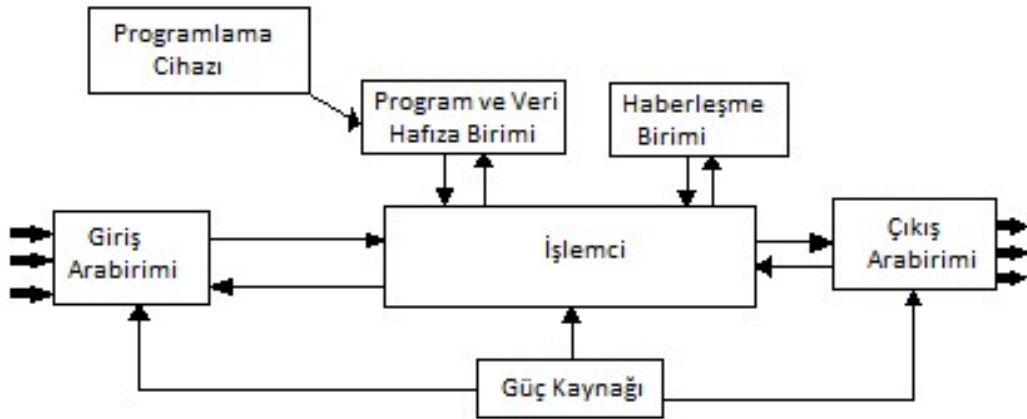 Programlama
Cihazı
Program ve Veri
Hafıza Birimi
Haberleşme
Birimi
Giriş
Arabirimi
İşlemci
Çıkış
Arabirimi
Güç Kaynağı